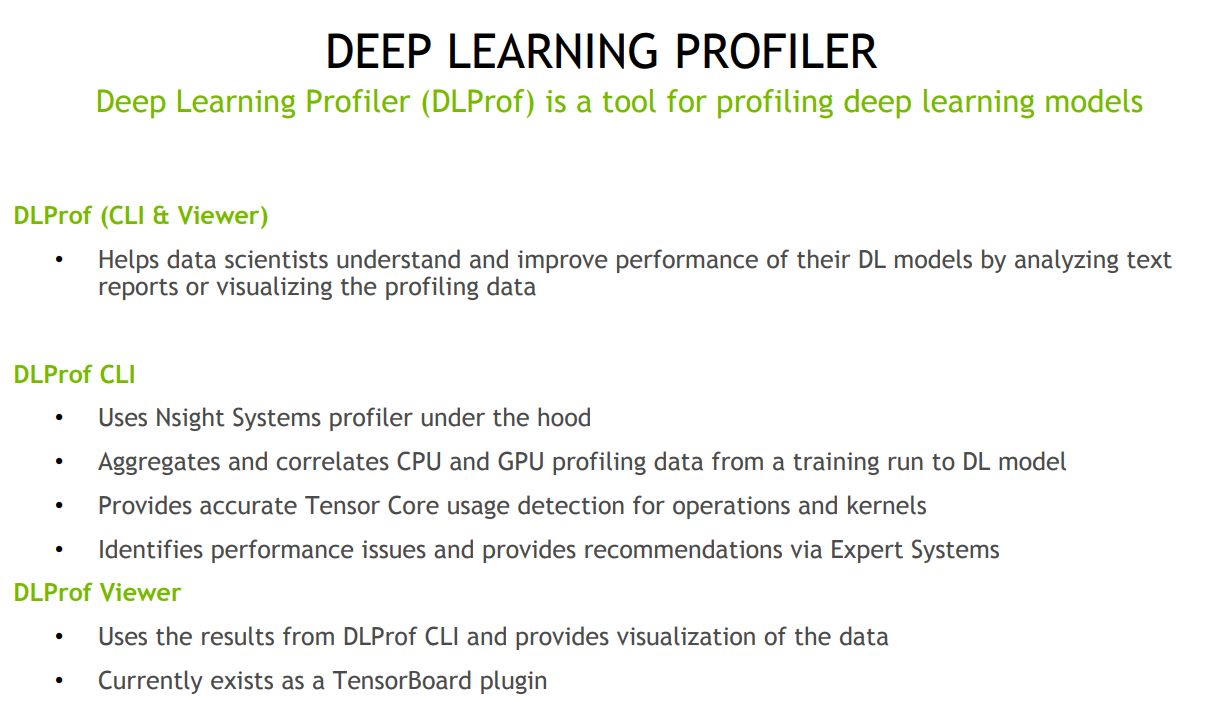 DEEP LEARNING PROFILER
Deep Learning Profiler (DLProf) is a tool for profiling deep learning models
DLProf (CLI & Viewer)
• Helps data scientists understand and improve performance of their DL models by analyzing text
reports or visualizing the profiling data
DLProf CLI
• Uses Nsight Systems profiler under the hood
• Aggregates and correlates CPU and GPU profiling data from a training run to DL model
• Provides accurate Tensor Core usage detection for operations and kernels
• Identifies performance issues and provides recommendations via Expert Systems
DLProf Viewer
• Uses the results from DLProf CLI and provides visualization of the data
• Currently exists as a TensorBoard plugin